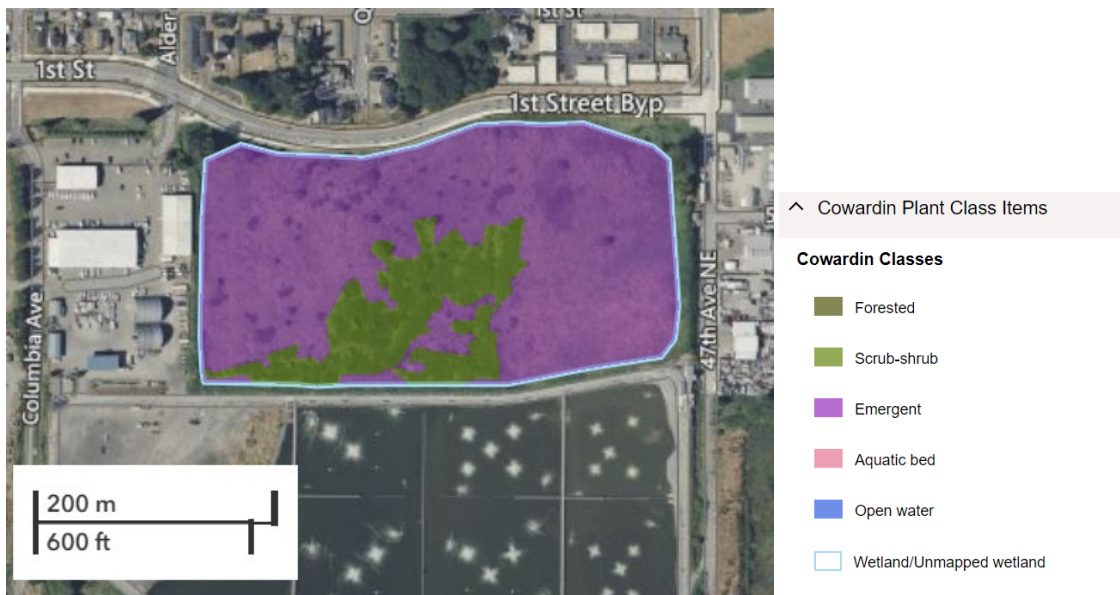 1st St
Alder
1st St
1st Street Byp
Columbia Ave
47th Ave NE
200 m
600 ft
Cowardin Plant Class Items
Cowardin Classes
Forested
Scrub-shrub
Emergent
Aquatic bed
Open water
Wetland/Unmapped wetland